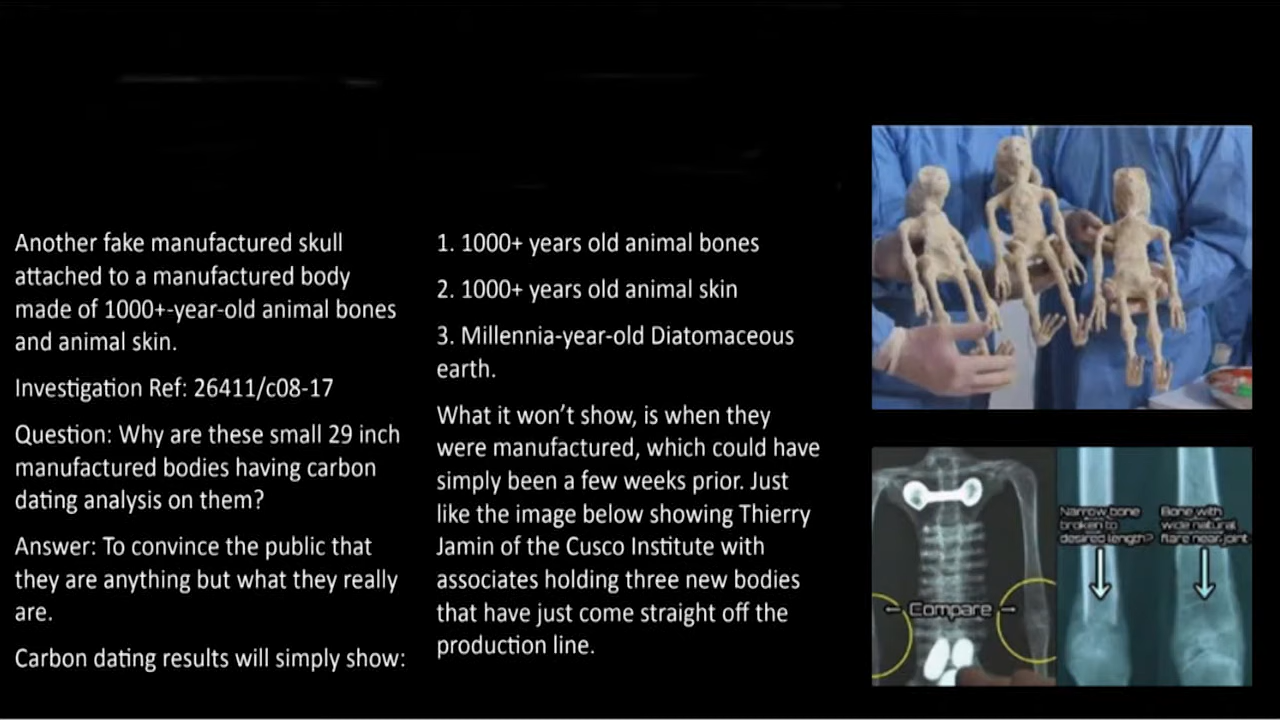 Another fake manufactured skull
attached to a manufactured body
made of 1000+-year-old animal bones
and animal skin.
Investigation Ref: 26411/c08-17
Question: Why are these small 29 inch
manufactured bodies having carbon
dating analysis on them?
Answer: To convince the public that
they are anything but what they really
are.
Carbon dating results will simply show:
1. 1000+ years old animal bones
2. 1000+ years old animal skin
3. Millennia-year-old Diatomaceous
earth.
What it won't show, is when they
were manufactured, which could have
simply been a few weeks prior. Just
like the image below showing Thierry
Jamin of the Cusco Institute with
associates holding three new bodies
that have just come straight off the
production line.
Compare
Narrow bone
broken to
desired length?
Bone with
wide natural
flare near joint